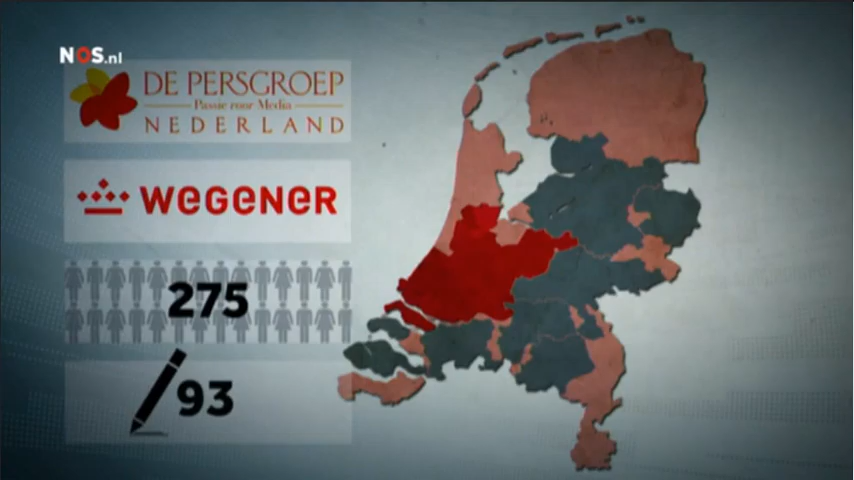 NOS.nl
DE PERSGROEP
Passie voor Media
NEDERLAND
WEGENER
275
93